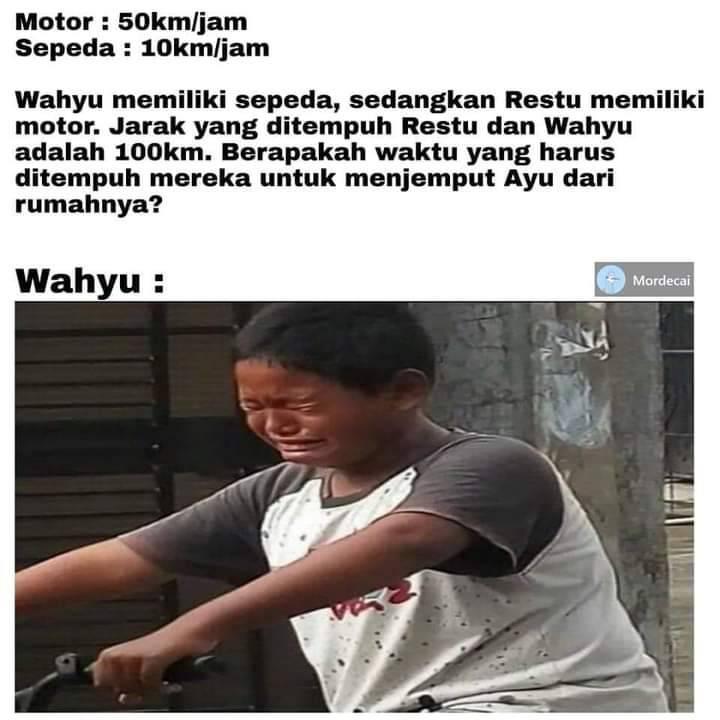 Motor : 50km/jam
Sepeda : 10km/jam
Wahyu memiliki sepeda, sedangkan Restu memiliki
motor. Jarak yang ditempuh Restu dan Wahyu
adalah 100km. Berapakah waktu yang harus
ditempuh mereka untuk menjemput Ayu dari
rumahnya?
Wahyu :
Mordecai